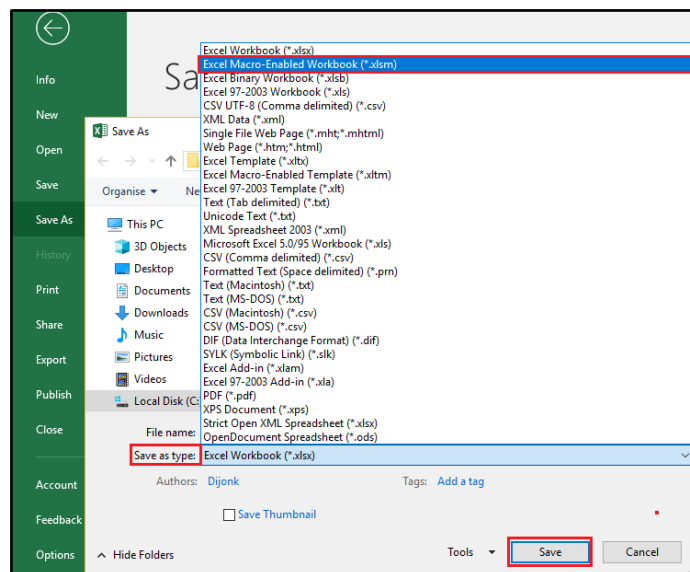 Info
New
Open
Save
Save As
History
Print
Share
Export
Publish
Close
Account
Feedback
Options
Sa
Save As
Organise
Ne
This PC
3D Objects
Desktop
Documents
Downloads
Music
Pictures
Videos
Local Disk (C:
Excel Workbook (*.xlsx)
Excel Macro-Enabled Workbook (*.xlsm)
Excel Binary Workbook (*.xlsb)
Excel 97-2003 Workbook (*.xls)
CSV UTF-8 (Comma delimited) (*.csv)
XML Data (*.xml)
Single File Web Page (*.mht;*.mhtml)
Web Page (*.htm;*.html)
Excel Template (*.xltx)
Excel Macro-Enabled Template (*.xltm)
Excel 97-2003 Template (*.xlt)
Text (Tab delimited) (*.txt)
Unicode Text (*.txt)
XML Spreadsheet 2003 (*.xml)
Microsoft Excel 5.0/95 Workbook (*.xls)
CSV (Comma delimited) (*.csv)
Formatted Text (Space delimited) (*.prn)
Text (Macintosh) (*.txt)
Text (MS-DOS) (*.txt)
CSV (Macintosh) (*.csv)
CSV (MS-DOS) (*.csv)
DIF (Data Interchange Format) (*.dif)
SYLK (Symbolic Link) (*.slk)
Excel Add-in (*.xlam)
Excel 97-2003 Add-in (*.xla)
PDF (*.pdf)
XPS Document (*.xps)
Strict Open XML Spreadsheet (*.xlsx)
OpenDocument Spreadsheet (*.ods)
File name:
Save as type: Excel Workbook (*.xlsx)
Authors: Dijonk Tags: Add a tag
Save Thumbnail
Hide Folders Tools Save Cancel